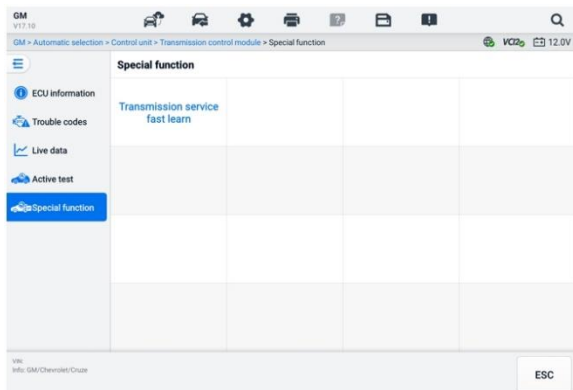 GM
V17.10
GM > Automatic selection > Control unit > Transmission control module > Special function
VCI2
12.0V
Special function
ECU information
Trouble codes
Live data
Active test
Special function
Transmission service
fast learn
VIN:
Info: GM/Chevrolet/Cruze
ESC